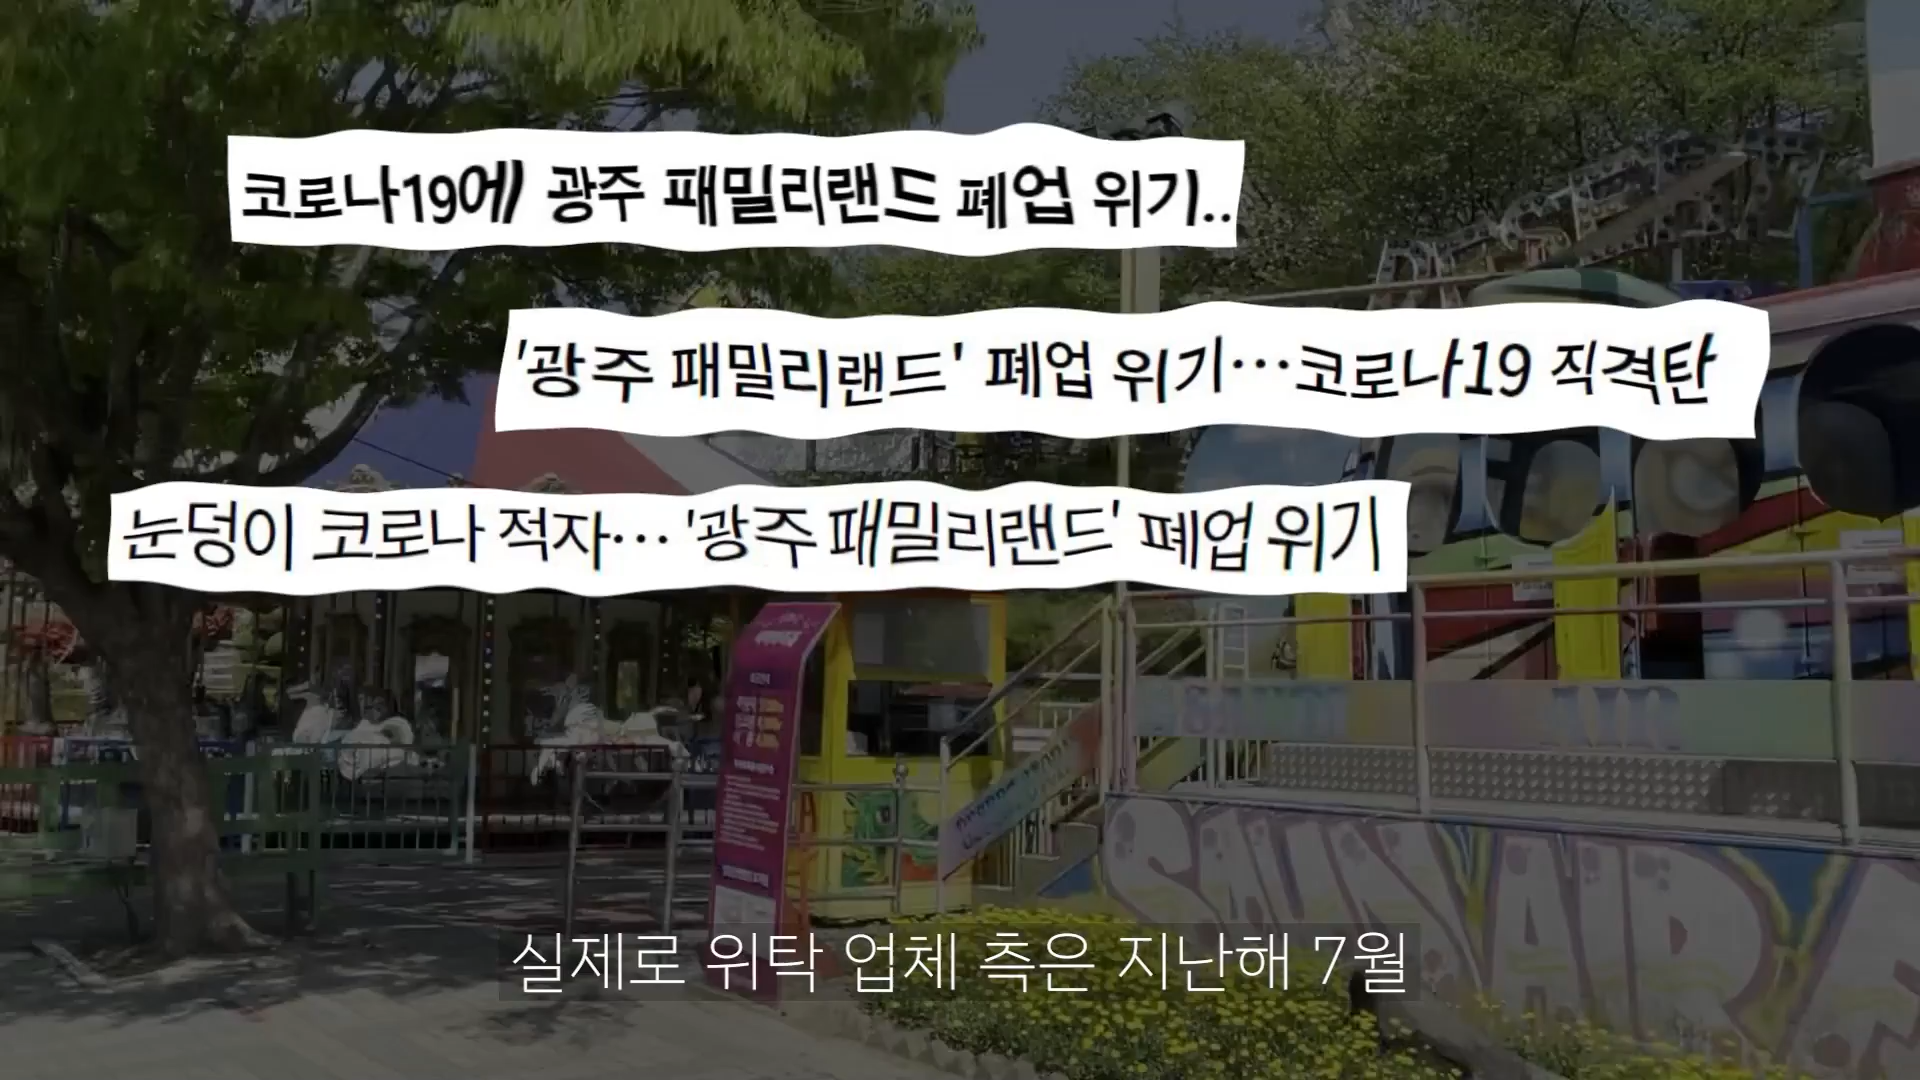 코로나19에 광주 패밀리랜드 폐업 위기..
'광주 패밀리랜드' 폐업 위기…코로나19 직격탄
눈덩이 코로나 적자… '광주 패밀리랜드' 폐업 위기
실제로 위탁 업체 측은 지난해 7월